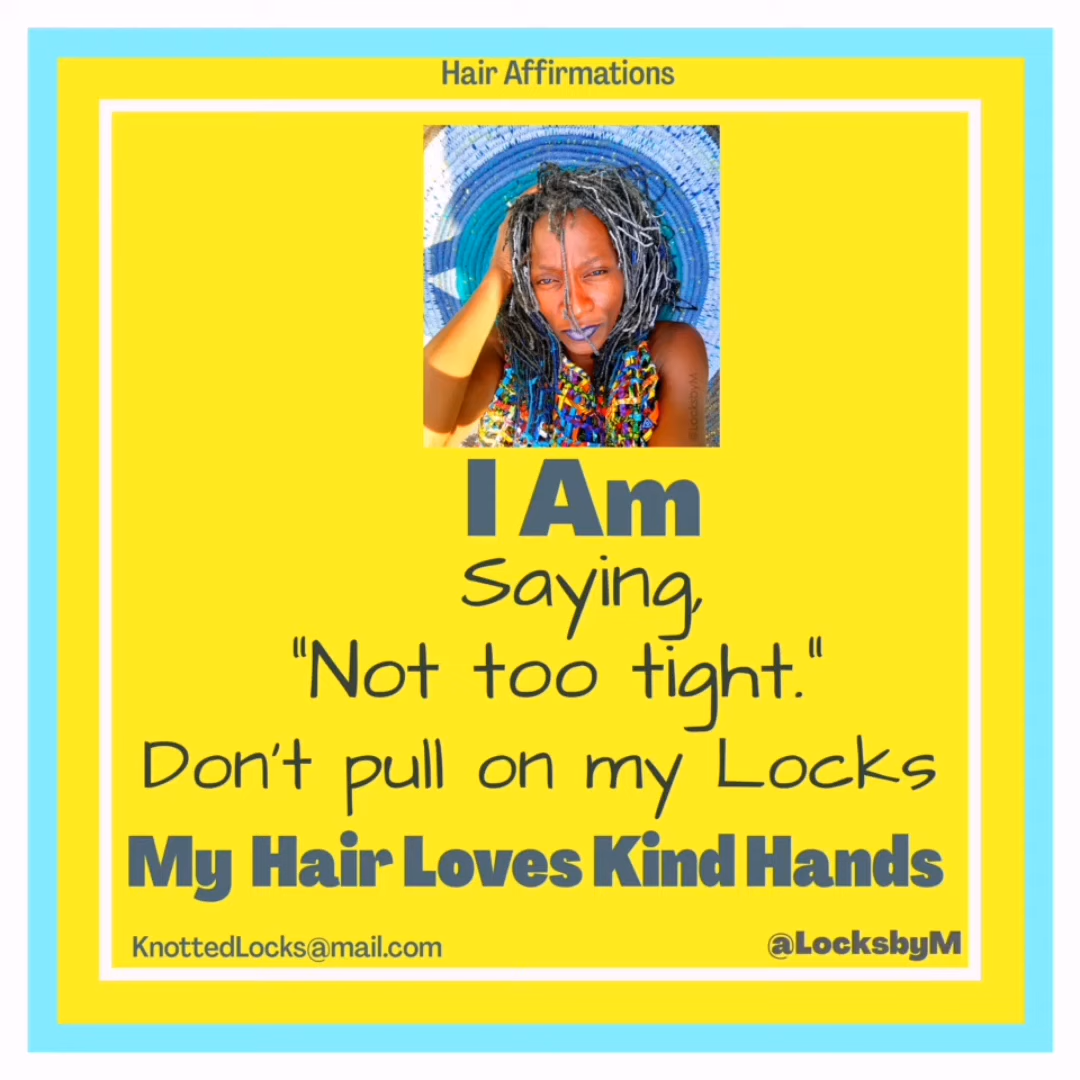 Hair Affirmations
@LocksbyM
I Am
Saying,
"Not too tight."
Don't pull on my Locks
My Hair Loves Kind Hands
KnottedLocks@mail.com
@LocksbyM